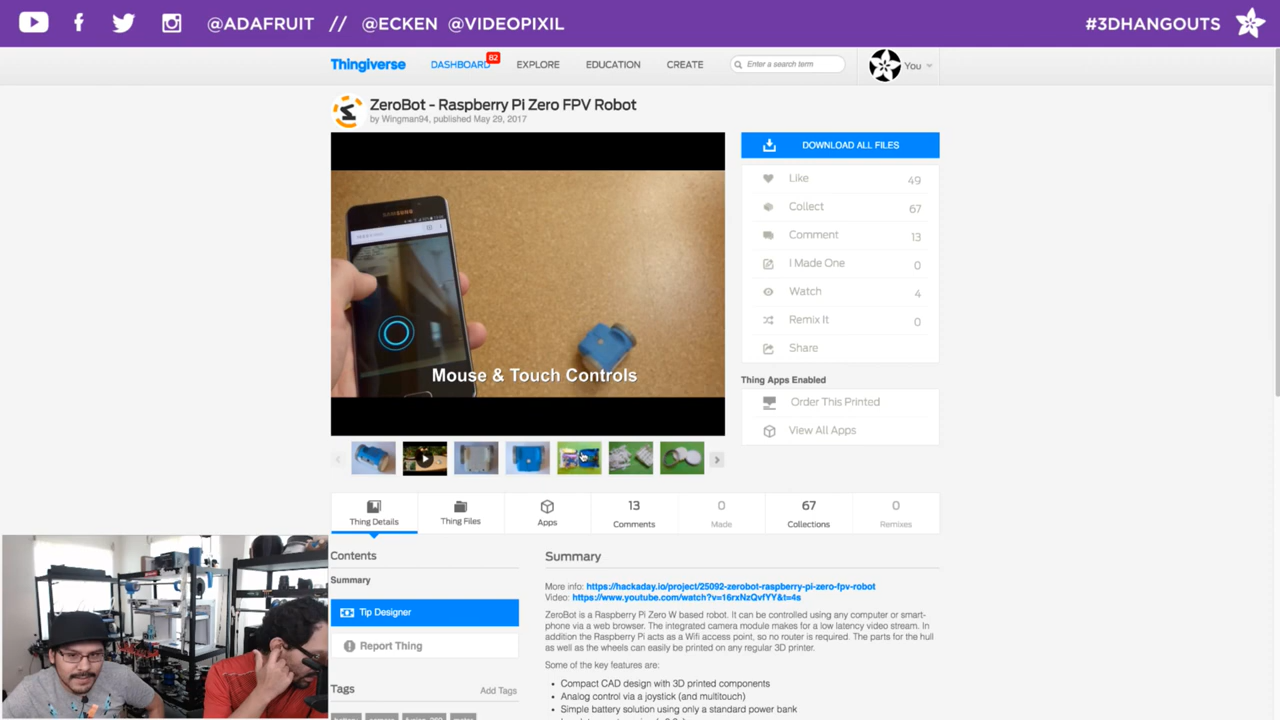 @ADAFRUIT // @ECKEN @VIDEOPIXIL
#3DHANGOUTS
Thingiverse
DASHBOARD
82
EXPLORE
EDUCATION
CREATE
Enter a search term
You
ZeroBot - Raspberry Pi Zero FPV Robot
by Wingman94, published May 29, 2017
SAMSUNG
Mouse & Touch Controls
DOWNLOAD ALL FILES
Like 49
Collect 67
Comment 13
I Made One 0
Watch 4
Remix It 0
Share
Thing Apps Enabled
Order This Printed
View All Apps
Thing Details
Thing Files
Apps
13 Comments
0 Made
67 Collections
0 Remixes
Contents
Summary
Tip Designer
Report Thing
Tags
Add Tags
Summary
More info: https://hackaday.io/project/25092-zerobot-raspberry-pi-zero-fpv-robot
Video: https://www.youtube.com/watch?v=16rxNzQvfYY&t=4s
ZeroBot is a Raspberry Pi Zero W based robot. It can be controlled using any computer or smart-
phone via a web browser. The integrated camera module makes for a low latency video stream. In
addition the Raspberry Pi acts as a Wifi access point, so no router is required. The parts for the hull
as well as the wheels can easily be printed on any regular 3D printer.
Some of the key features are:
• Compact CAD design with 3D printed components
• Analog control via a joystick (and multitouch)
• Simple battery solution using only a standard power bank